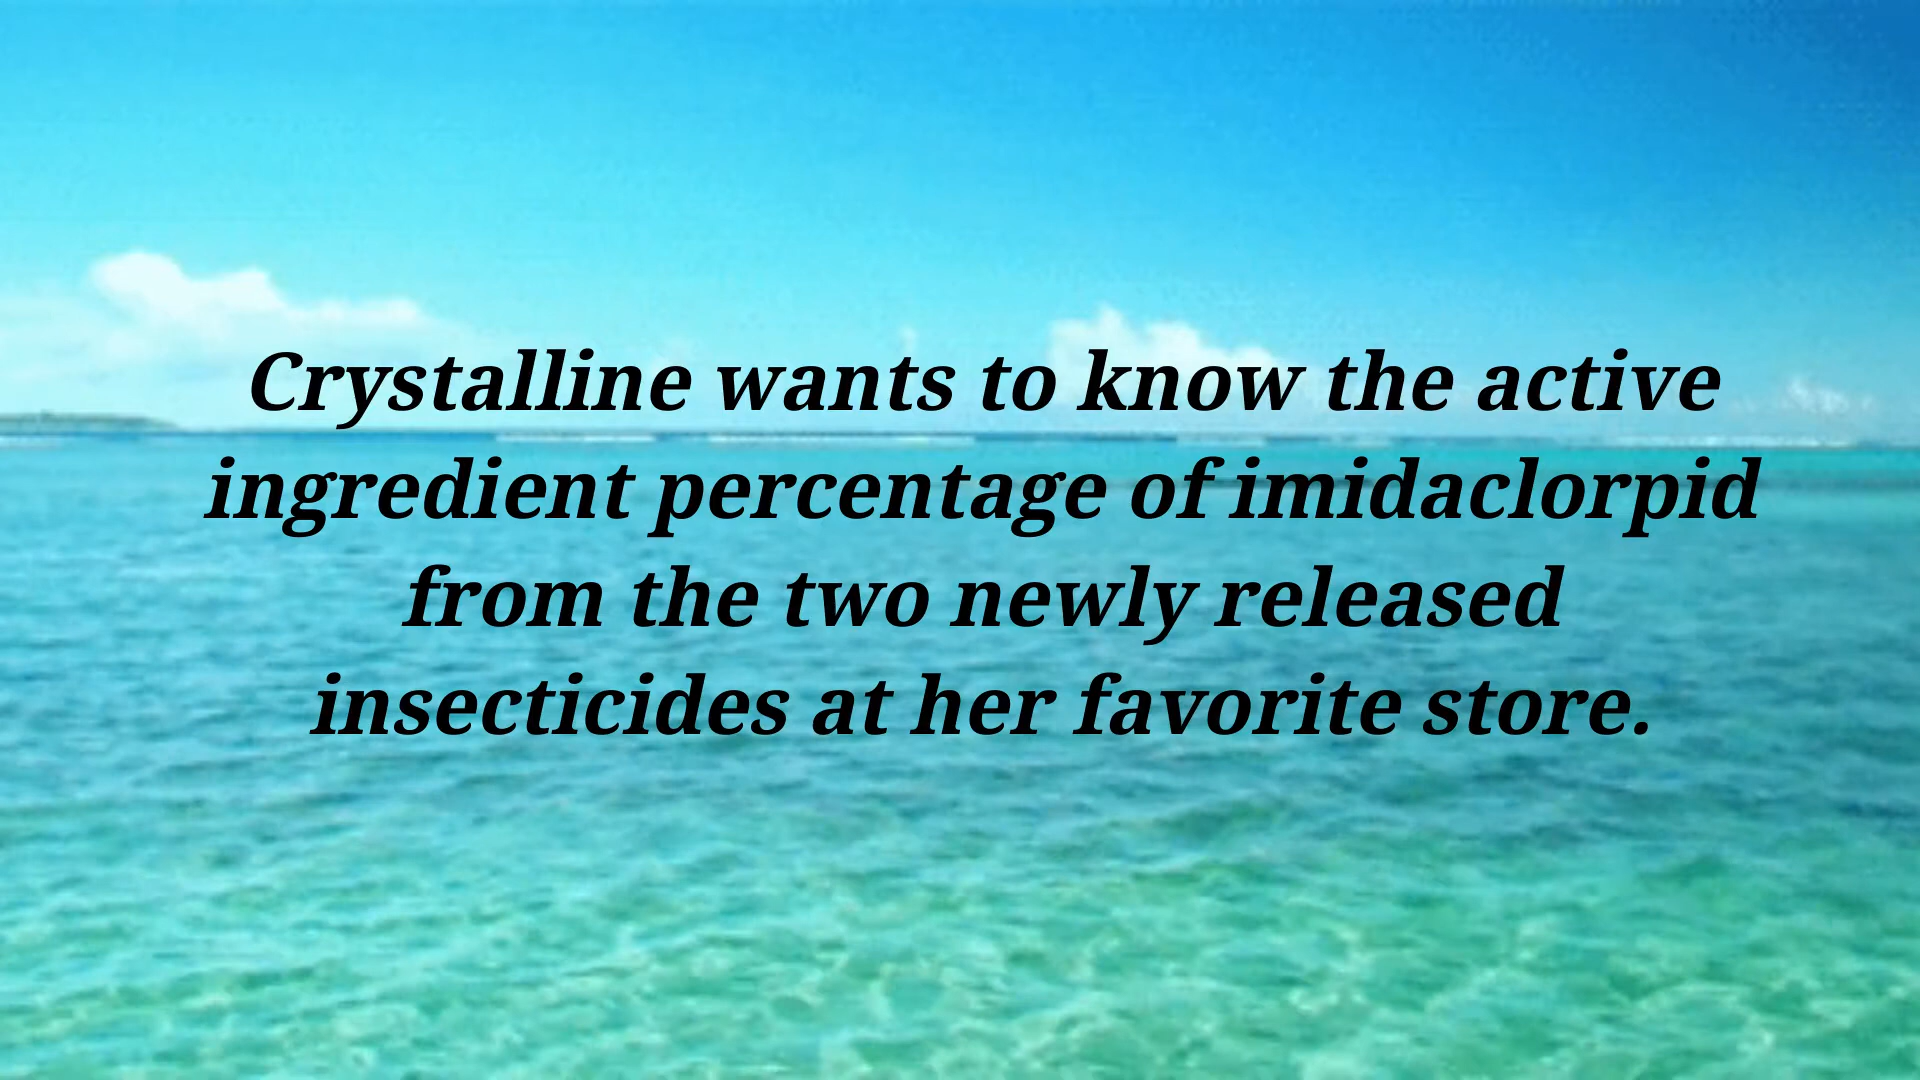 Crystalline wants to know the active
ingredient percentage of imidaclorpid
from the two newly released
insecticides at her favorite store.